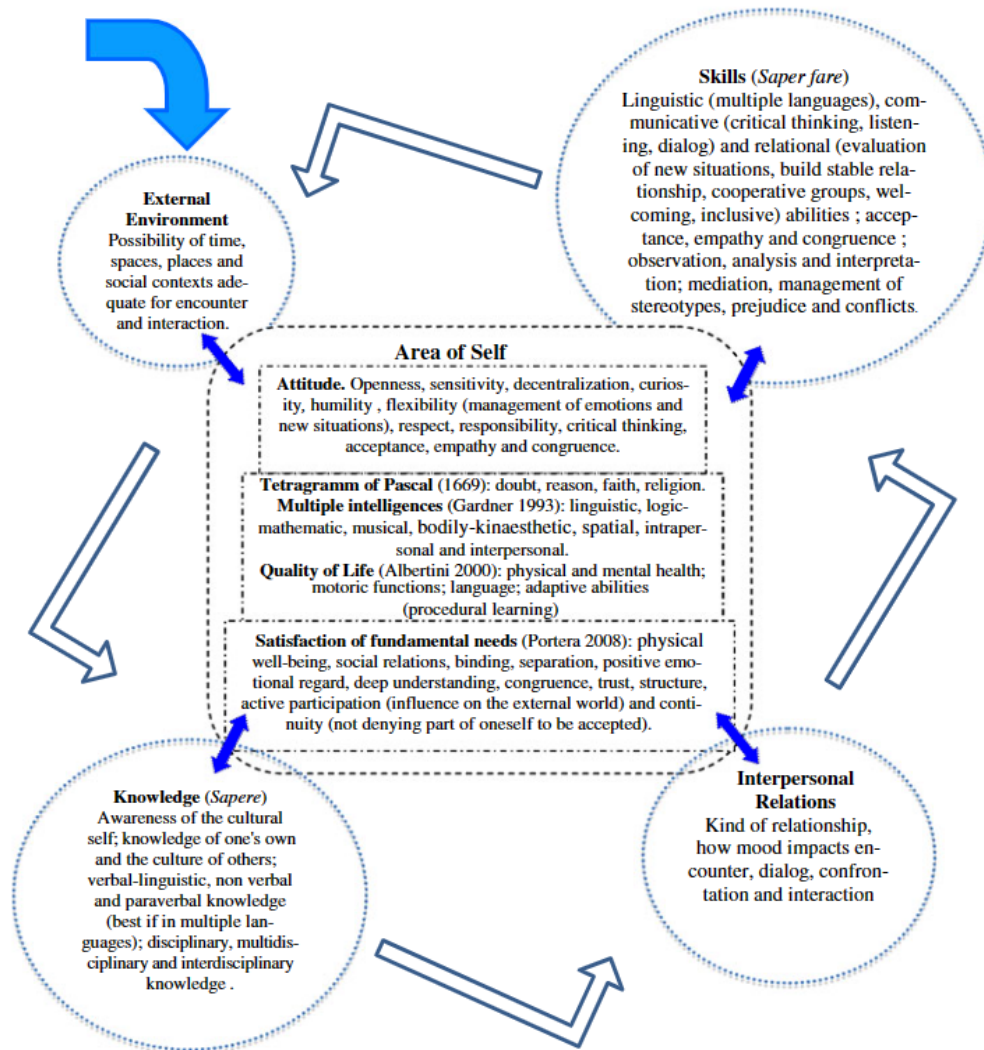 External
Environment
Possibility of time,
spaces, places and
social contexts ade-
quate for encounter
and interaction.
Skills (Saper fare)
Linguistic (multiple languages), com-
municative (critical thinking, listen-
ing, dialog) and relational (evaluation
of new situations, build stable rela-
tionship, cooperative groups, wel-
coming, inclusive) abilities ; accep-
tance, empathy and congruence ;
observation, analysis and interpreta-
tion; mediation, management of
stereotypes, prejudice and conflicts.
Area of Self
Attitude. Openness, sensitivity, decentralization, curios-
ity, humility , flexibility (management of emotions and
new situations), respect, responsibility, critical thinking,
acceptance, empathy and congruence.
Tetragramm of Pascal (1669): doubt, reason, faith, religion.
Multiple intelligences (Gardner 1993): linguistic, logic-
mathematic, musical, bodily-kinaesthetic, spatial, intraper-
sonal and interpersonal.
Quality of Life (Albertini 2000): physical and mental health;
motoric functions; language; adaptive abilities
(procedural learning)
Satisfaction of fundamental needs (Portera 2008): physical
well-being, social relations, binding, separation, positive emo-
tional regard, deep understanding, congruence, trust, structure,
active participation (influence on the external world) and conti-
nuity (not denying part of oneself to be accepted).
Knowledge (Sapere)
Awareness of the cultural
self; knowledge of one's own
and the culture of others;
verbal-linguistic, non verbal
and paraverbal knowledge
(best if in multiple lan-
guages); disciplinary, multidis-
ciplinary and interdisciplinary
knowledge .
Interpersonal
Relations
Kind of relationship,
how mood impacts en-
counter, dialog, confron-
tation and interaction